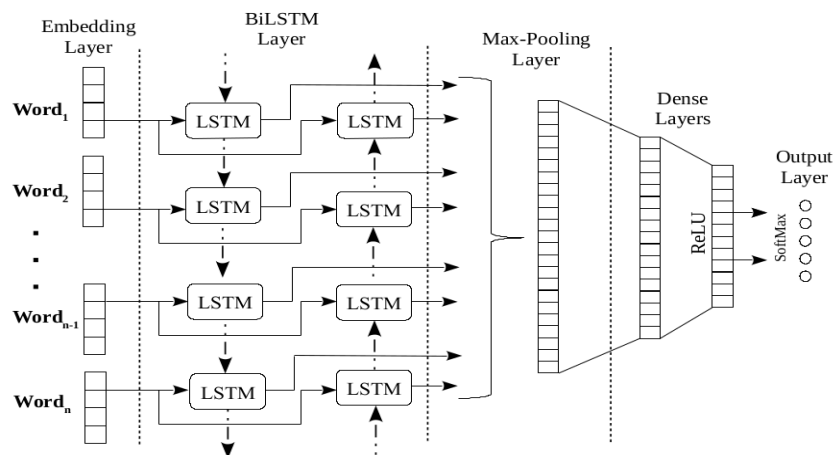 Embedding
Layer
BiLSTM
Layer
Max-Pooling
Layer
Dense
Layers
Output
Layer
Word1
LSTM
LSTM
Word2
LSTM
LSTM
ReLU
SoftMax
Wordn-1
LSTM
LSTM
Wordn
LSTM
LSTM